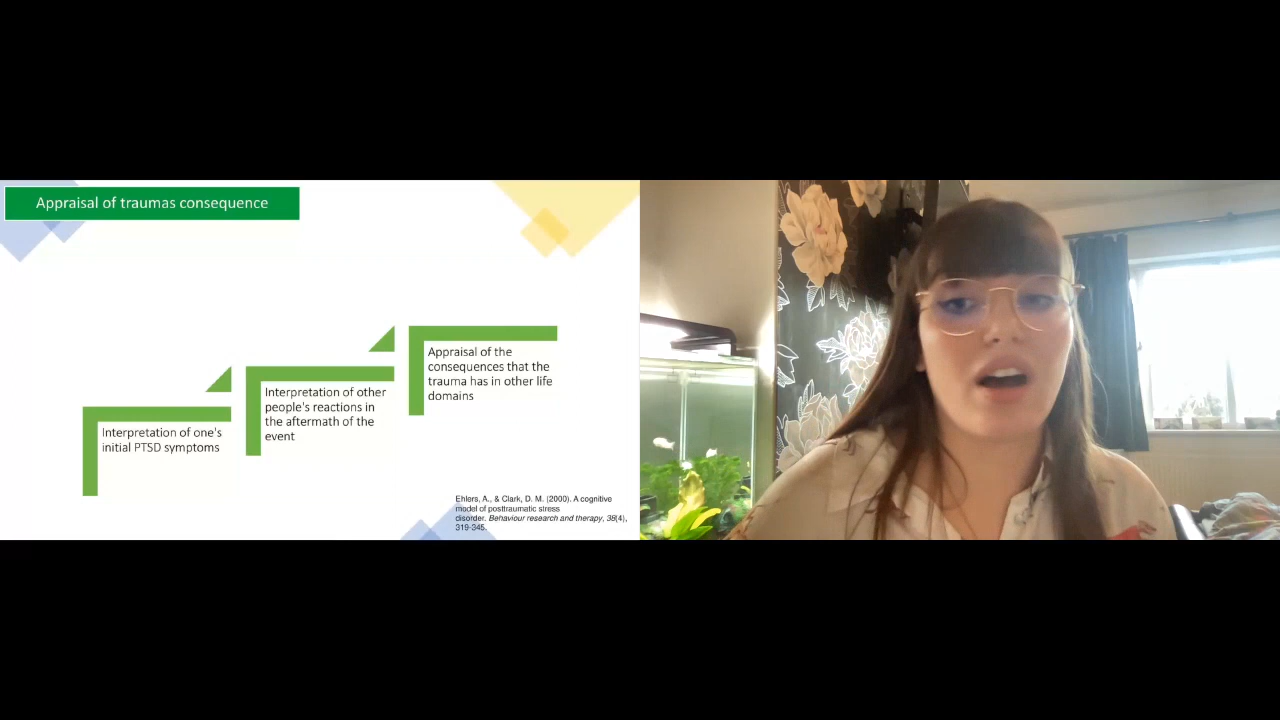 Appraisal of traumas consequence
Interpretation of one's
initial PTSD symptoms
Interpretation of other
people's reactions in
the aftermath of the
event
Appraisal of the
consequences that the
trauma has in other life
domains
Ehlers, A., & Clark, D. M. (2000). A cognitive
model of posttraumatic stress
disorder. Behaviour research and therapy, 38(4),
319-345.